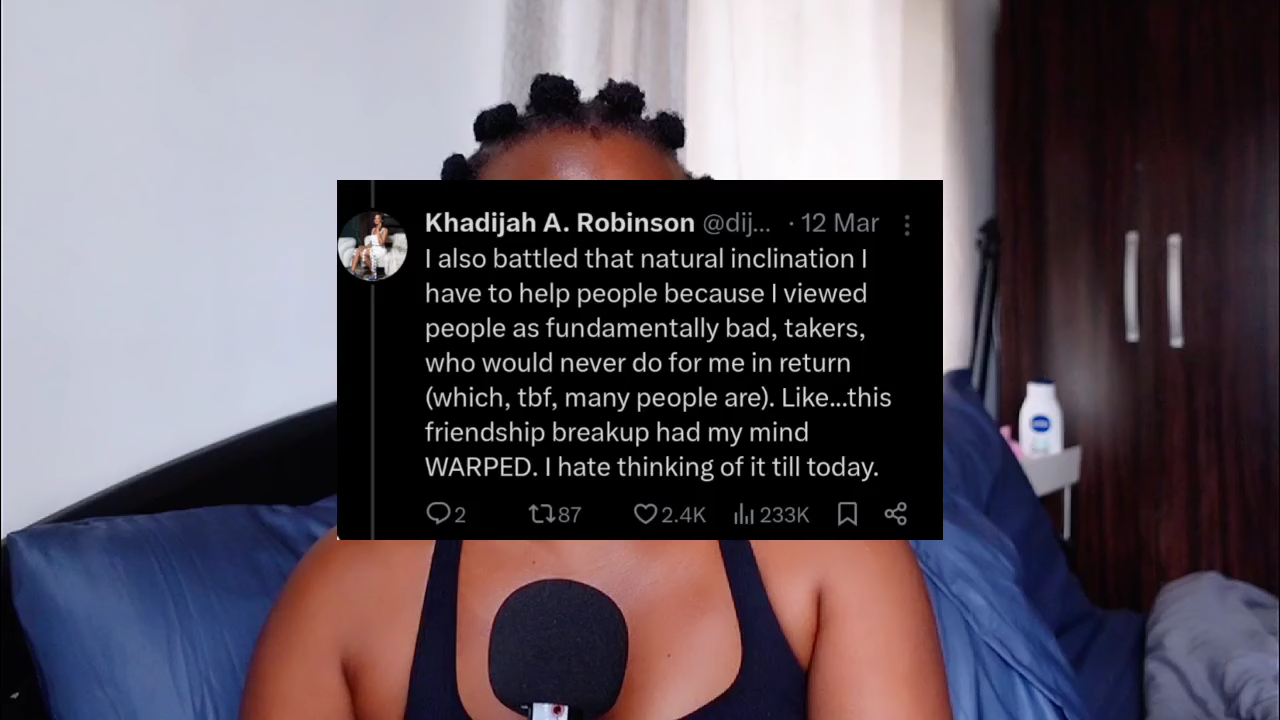 Khadijah A. Robinson @dij... · 12 Mar
I also battled that natural inclination I
have to help people because I viewed
people as fundamentally bad, takers,
who would never do for me in return
(which, tbf, many people are). Like...this
friendship breakup had my mind
WARPED. I hate thinking of it till today.
2 87 2.4K 233K